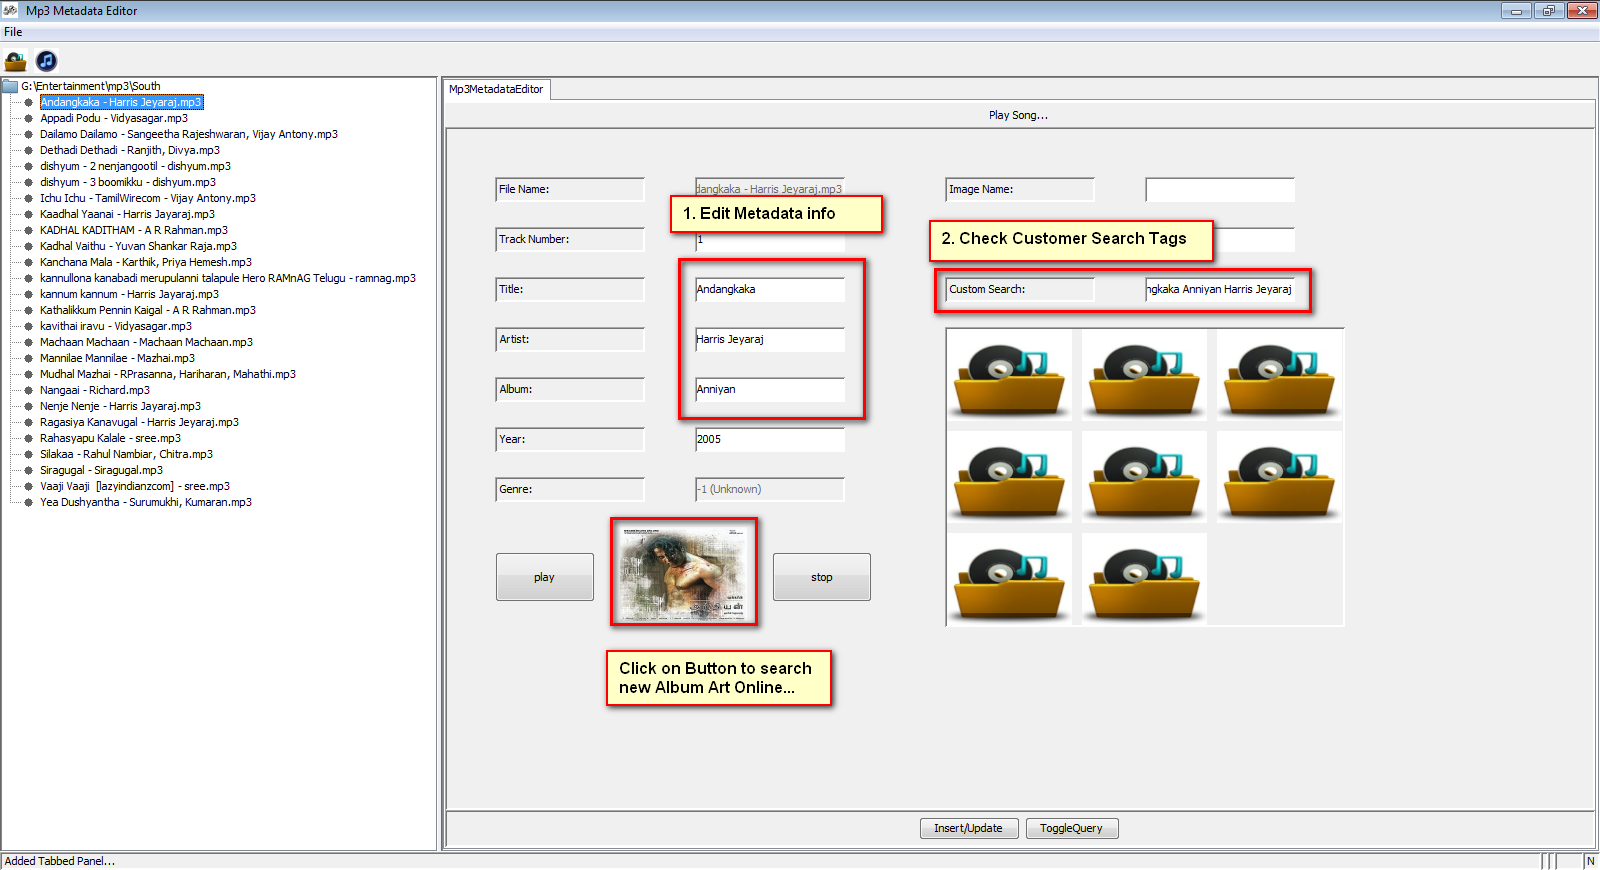 Mp3 Metadata Editor
File
G:\Entertainment\mp3\South
Andangkaka - Harris Jeyaraj.mp3
Appadi Podu - Vidyasagar.mp3
Dailamo Dailamo - Sangeetha Rajeshwaran, Vijay Antony.mp3
Dethadi Dethadi - Ranjith, Divya.mp3
dishyum - 2 nenjangootil - dishyum.mp3
dishyum - 3 boomikku - dishyum.mp3
Ichu Ichu - TamilWirecom - Vijay Antony.mp3
Kaadhal Yaanai - Harris Jayaraj.mp3
KADHAL KADITHAM - A R Rahman.mp3
Kadhal Vaithu - Yuvan Shankar Raja.mp3
Kanchana Mala - Karthik, Priya Hemesh.mp3
kannullona kanabadi merupulanni talapule Hero RAMnAG Telugu - ramnag.mp3
kannum kannum - Harris Jayaraj.mp3
Kathalikkum Pennin Kaigal - A R Rahman.mp3
kavithai iravu - Vidyasagar.mp3
Machaan Machaan - Machaan Machaan.mp3
Mannilae Mannilae - Mazhai.mp3
Mudhal Mazhai - RPrasanna, Hariharan, Mahathi.mp3
Nangaai - Richard.mp3
Nenje Nenje - Harris Jayaraj.mp3
Ragasiya Kanavugal - Harris Jeyaraj.mp3
Rahasyapu Kalale - sree.mp3
Silakaa - Rahul Nambiar, Chitra.mp3
Siragugal - Siragugal.mp3
Vaaji Vaaji [lazyindianzcom] - sree.mp3
Yea Dushyantha - Surumukhi, Kumaran.mp3
Mp3MetadataEditor
Play Song...
File Name:
dangkaka - Harris Jeyaraj.mp3
Image Name:
1. Edit Metadata info
Track Number:
1
2. Check Customer Search Tags
Title:
Andangkaka
Custom Search:
ngkaka Anniyan Harris Jeyaraj
Artist:
Harris Jeyaraj
Album:
Anniyan
Year:
2005
Genre:
-1 (Unknown)
play
stop
Click on Button to search
new Album Art Online...
Insert/Update
ToggleQuery
Added Tabbed Panel...
N